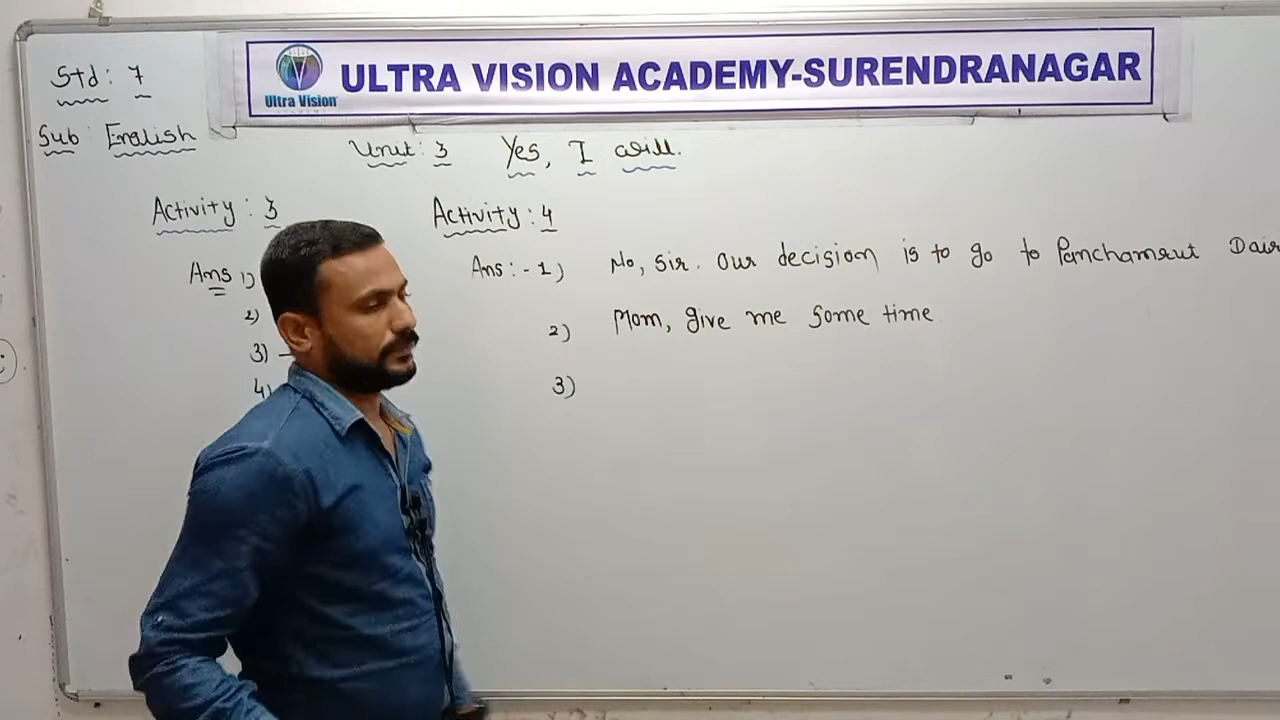 ULTRA VISION ACADEMY-SURENDRANAGAR
Ultra Vision
Std: 7
Sub: English
Unit: 3 Yes, I will.
Activity: 3
Ans 1)
2)
3)
4)
Activity: 4
Ans:- 1) No, sir. Our decision is to go to Panchamrut Dair
2) Mom, give me some time
3)